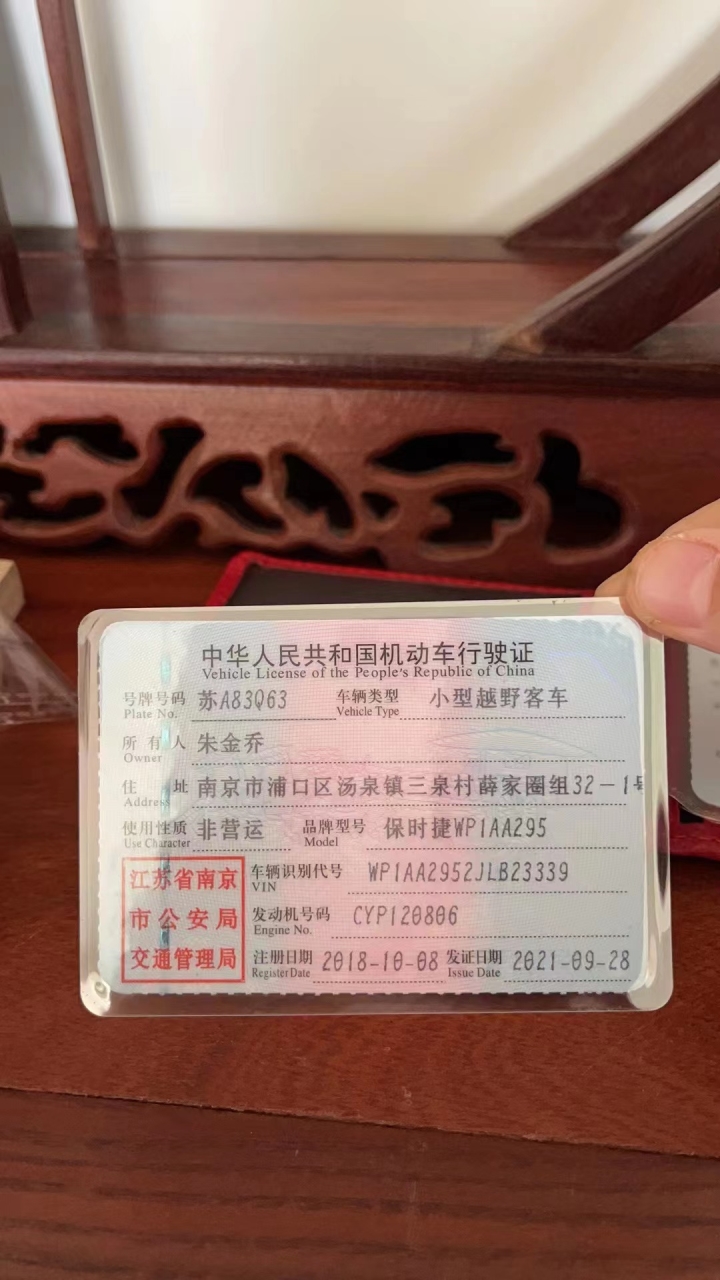 中华人民共和国机动车行驶证
Vehicle License of the People's Republic of China
号牌号码 苏A83Q63 车辆类型 小型越野客车
Plate No. Vehicle Type
所有人 朱金乔
Owner
住址 南京市浦口区汤泉镇三泉村薛家圈组32-1号
Address
使用性质 非营运 品牌型号 保时捷WP1AA295
Use Character Model
江苏省南京
市公安局
交通管理局
车辆识别代号 WP1AA2952JLB23339
VIN
发动机号码 CYP120806
Engine No.
注册日期 2018-10-08 发证日期 2021-09-28
Register Date Issue Date